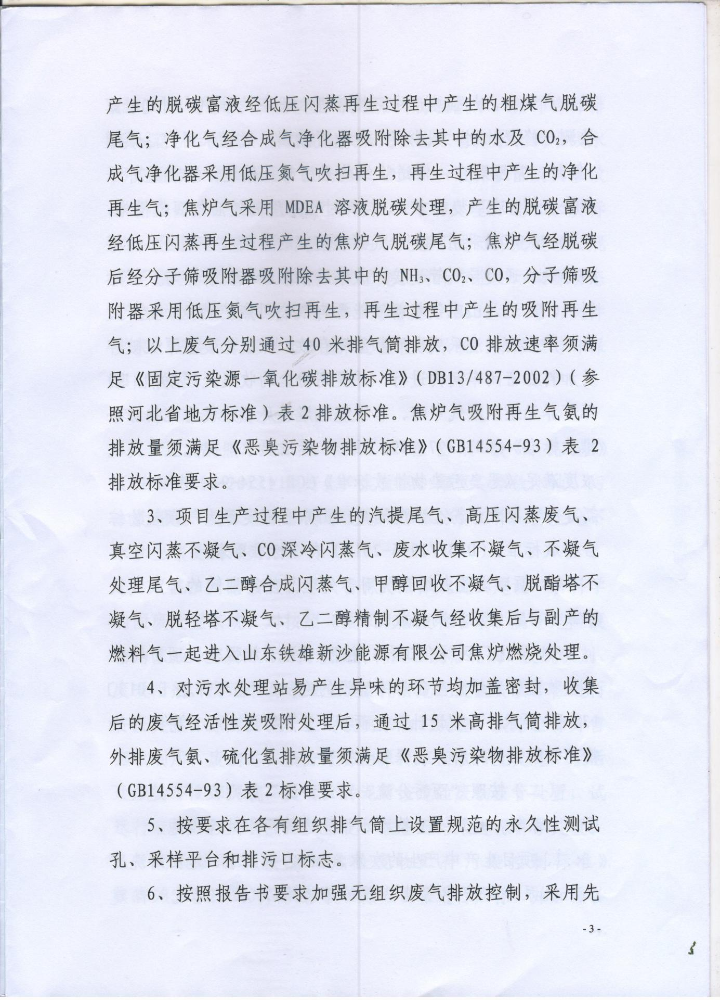 产生的脱碳富液经低压闪蒸再生过程中产生的粗煤气脱碳
尾气；净化气经合成气净化器吸附除去其中的水及 CO₂，合
成气净化器采用低压氮气吹扫再生，再生过程中产生的净化
再生气；焦炉气采用 MDEA 溶液脱碳处理，产生的脱碳富液
经低压闪蒸再生过程产生的焦炉气脱碳尾气；焦炉气经脱碳
后经分子筛吸附器吸附除去其中的 NH₃、CO₂、CO，分子筛吸
附器采用低压氮气吹扫再生，再生过程中产生的吸附再生
气；以上废气分别通过 40 米排气筒排放，CO 排放速率须满
足《固定污染源一氧化碳排放标准》（DB13/487-2002）（参
照河北省地方标准）表 2 排放标准。焦炉气吸附再生气氨的
排放量须满足《恶臭污染物排放标准》（GB14554-93）表 2
排放标准要求。
3、项目生产过程中产生的汽提尾气、高压闪蒸废气、
真空闪蒸不凝气、CO 深冷闪蒸气、废水收集不凝气、不凝气
处理尾气、乙二醇合成闪蒸气、甲醇回收不凝气、脱酯塔不
凝气、脱轻塔不凝气、乙二醇精制不凝气经收集后与副产的
燃料气一起进入山东铁雄新沙能源有限公司焦炉燃烧处理。
4、对污水处理站易产生异味的环节均加盖密封，收集
后的废气经活性炭吸附处理后，通过 15 米高排气筒排放，
外排废气氨、硫化氢排放量须满足《恶臭污染物排放标准》
（GB14554-93）表 2 标准要求。
5、按要求在各有组织排气筒上设置规范的永久性测试
孔、采样平台和排污口标志。
6、按照报告书要求加强无组织废气排放控制，采用先
- 3 -